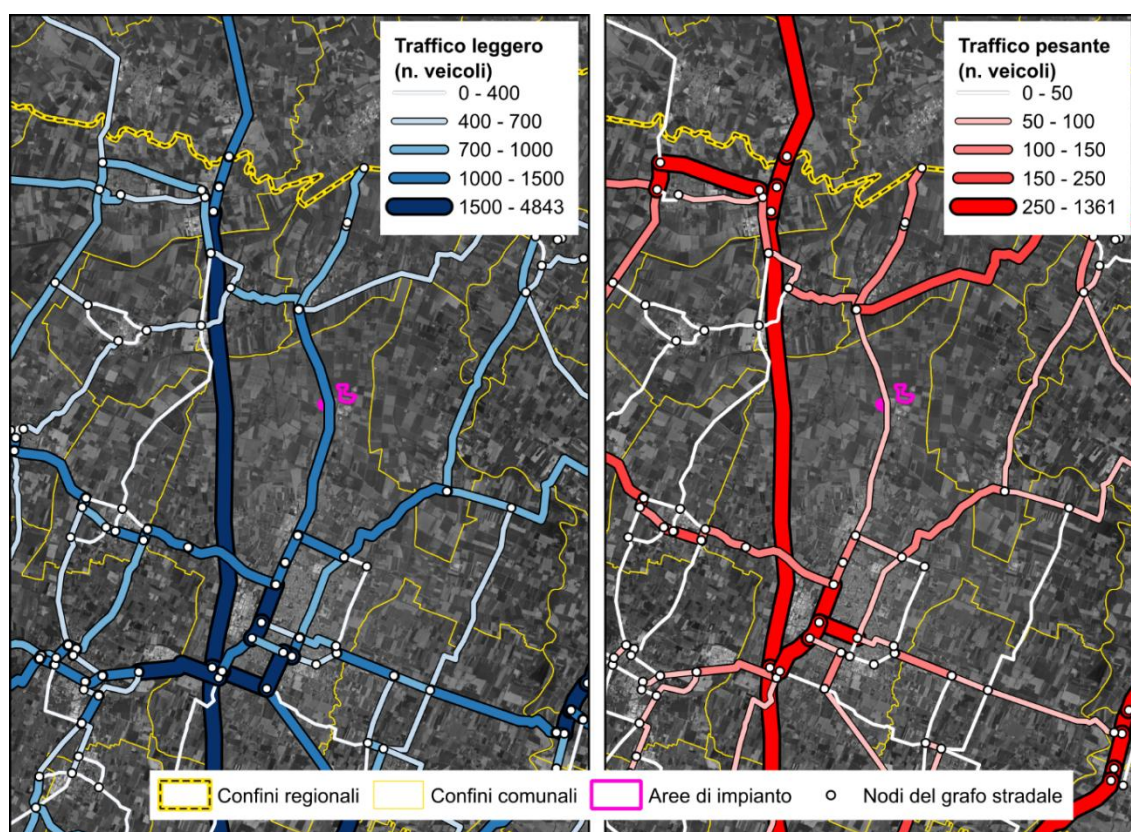 Traffico leggero
(n. veicoli)
0 - 400
400 - 700
700 - 1000
1000 - 1500
1500 - 4843
Traffico pesante
(n. veicoli)
0 - 50
50 - 100
100 - 150
150 - 250
250 - 1361
Confini regionali
Confini comunali
Aree di impianto
Nodi del grafo stradale